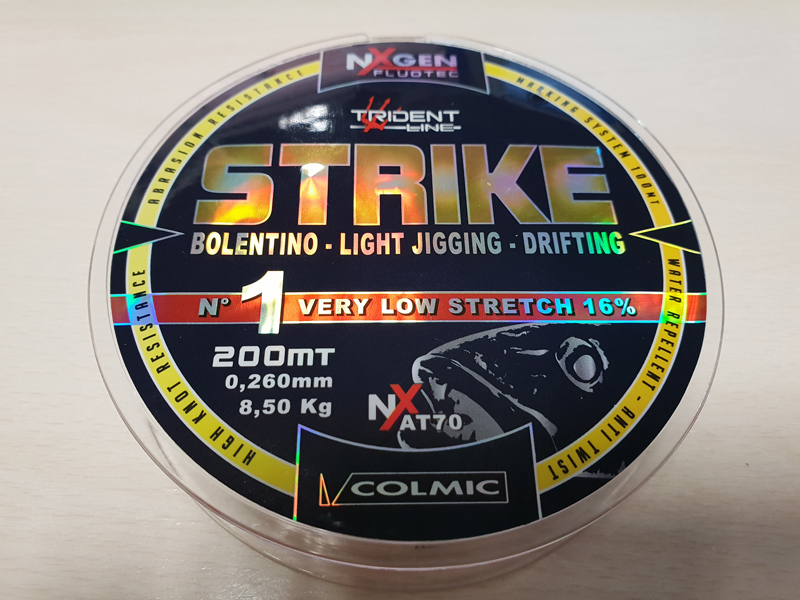 NXGEN
FLUOTEC
ABRASION RESISTANCE
MARKING SYSTEM 100MT
TRIDENT
LINE
STRIKE
BOLENTINO - LIGHT JIGGING - DRIFTING
N° 1 VERY LOW STRETCH 16%
200MT
0,260mm
8,50 Kg
NX AT70
HIGH KNOT RESISTANCE
WATER REPELLENT - ANTI TWIST
COLMIC